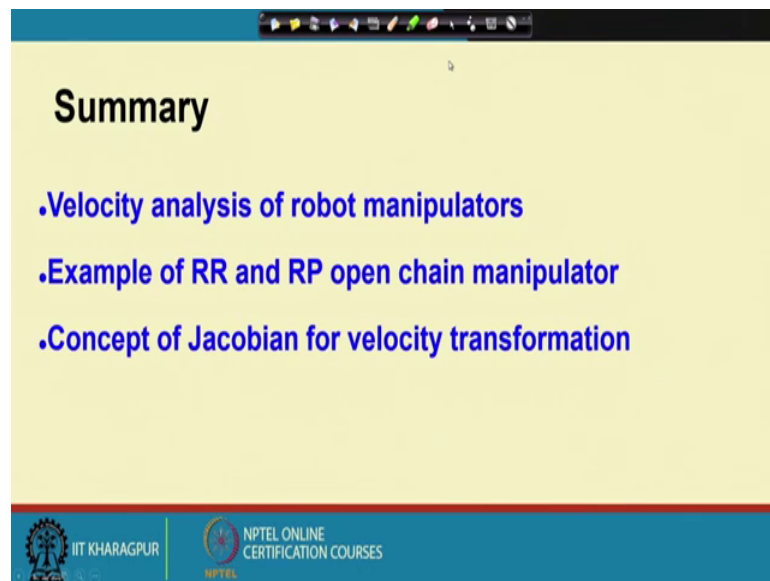 Summary
•Velocity analysis of robot manipulators
•Example of RR and RP open chain manipulator
•Concept of Jacobian for velocity transformation
IIT KHARAGPUR
NPTEL
NPTEL ONLINE
CERTIFICATION COURSES